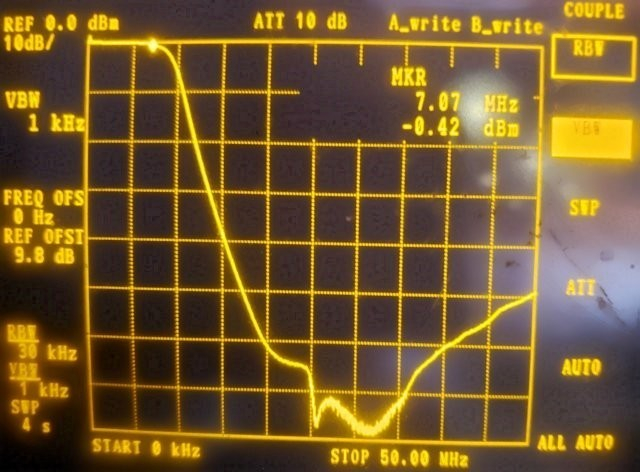 REF 0.0 dBm
ATT 10 dB
A_write B_write
COUPLE
10dB/
RBW
MKR
7.07 MHz
-0.42 dBm
VBW
1 kHz
VBW
FREQ OFS
0 Hz
SWP
REF OFST
9.8 dB
ATT
RBW
30 kHz
VBW
1 kHz
AUTO
SWP
4 s
START 0 kHz
STOP 50.00 MHz
ALL AUTO